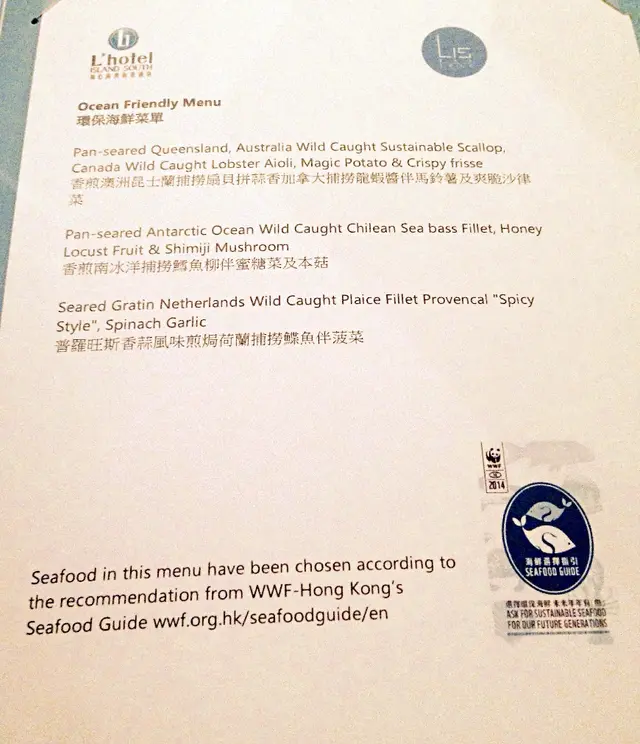 L'hotel
ISLAND SOUTH
Lis
Ocean Friendly Menu
環保海鮮菜單
Pan-seared Queensland, Australia Wild Caught Sustainable Scallop,
Canada Wild Caught Lobster Aioli, Magic Potato & Crispy frisse
香煎澳洲昆士蘭捕撈扇貝拼蒜香加拿大捕撈龍蝦醬伴馬鈴薯及爽脆沙律
菜
Pan-seared Antarctic Ocean Wild Caught Chilean Sea bass Fillet, Honey
Locust Fruit & Shimiji Mushroom
香煎南冰洋捕撈鱈魚柳伴蜜糖菜及本菇
Seared Gratin Netherlands Wild Caught Plaice Fillet Provencal "Spicy
Style", Spinach Garlic
普羅旺斯香蒜風味煎焗荷蘭捕撈鰈魚伴菠菜
WWF
2014
海鮮選擇指引
SEAFOOD GUIDE
ASK FOR SUSTAINABLE SEAFOOD
FOR OUR FUTURE GENERATIONS
Seafood in this menu have been chosen according to
the recommendation from WWF-Hong Kong's
Seafood Guide wwf.org.hk/seafoodguide/en